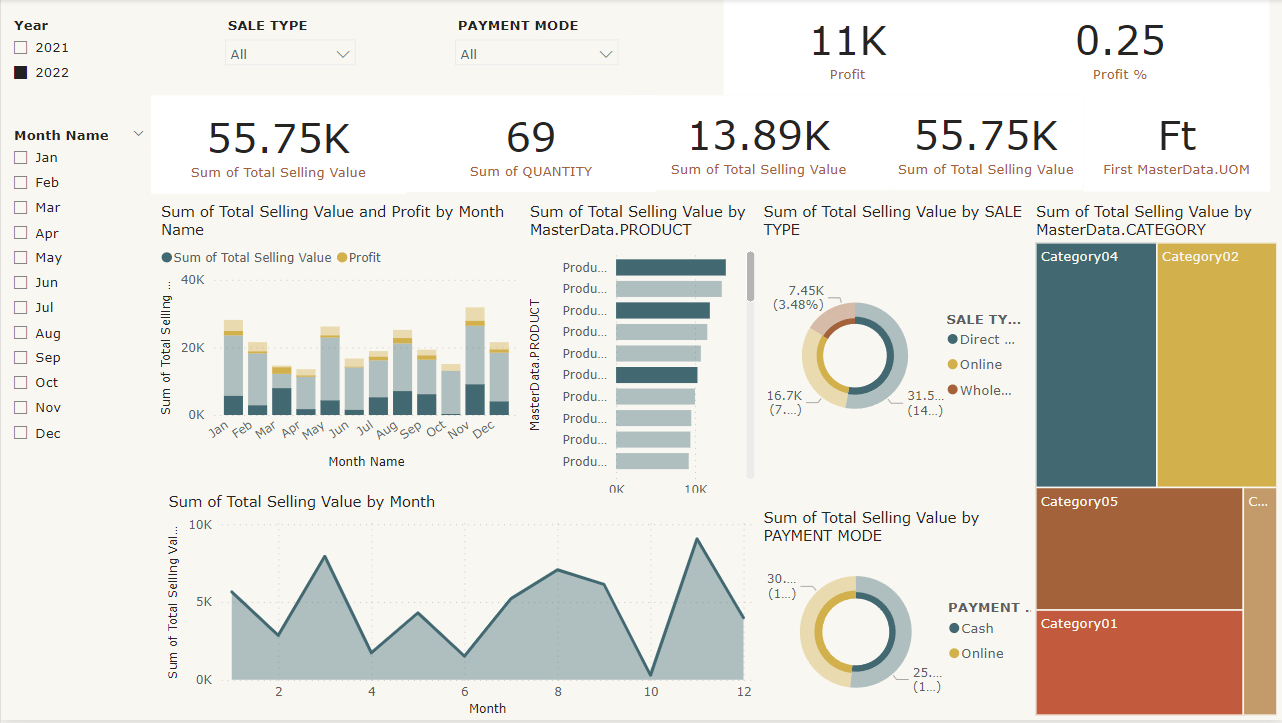 Year
2021
2022
SALE TYPE
All
PAYMENT MODE
All
11K
Profit
0.25
Profit %
Month Name
Jan
Feb
Mar
Apr
May
Jun
Jul
Aug
Sep
Oct
Nov
Dec
55.75K
Sum of Total Selling Value
69
Sum of QUANTITY
13.89K
Sum of Total Selling Value
55.75K
Sum of Total Selling Value
Ft
First MasterData.UOM
Sum of Total Selling Value and Profit by Month
Name
Sum of Total Selling Value
Profit
Sum of Total Selling ...
40K
20K
0K
Jan
Feb
Mar
Apr
May
Jun
Jul
Aug
Sep
Oct
Nov
Dec
Month Name
Sum of Total Selling Value by
MasterData.PRODUCT
MasterData.PRODUCT
Produ...
Produ...
Produ...
Produ...
Produ...
Produ...
Produ...
Produ...
Produ...
Produ...
0K
10K
Sum of Total Selling Value by SALE
TYPE
7.45K
(3.48%)
16.7K
(7....)
31.5...
(14...)
SALE TY...
Direct ...
Online
Whole...
Sum of Total Selling Value by
MasterData.CATEGORY
Category04
Category02
Category05
C...
Category01
Sum of Total Selling Value by Month
Sum of Total Selling Val...
10K
5K
0K
2
4
6
8
10
12
Month
Sum of Total Selling Value by
PAYMENT MODE
30....
(1...)
25....
(1...)
PAYMENT ...
Cash
Online